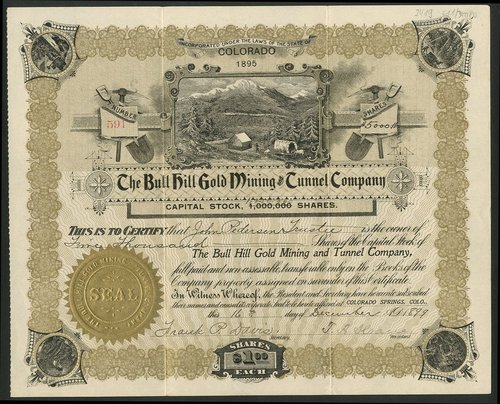 INCORPORATED UNDER THE LAWS OF THE STATE OF
COLORADO
1895
NUMBER
591
SHARES
5000
The Bull Hill Gold Mining & Tunnel Company
CAPITAL STOCK, 1,000,000 SHARES.
THIS IS TO CERTIFY that John Pedersen Trustee is the owner of
Thousand Shares of the Capital Stock of
The Bull Hill Gold Mining and Tunnel Company,
full paid and non assessable, transferable only on the Books of the
Company properly assigned on surrender of this Certificate.
In Witness Whereof, the President and Secretary have hereunto subscribed
their names and caused the corporate seal to be hereto affixed at COLORADO SPRINGS, COLO.,
this 16 day of December 1899
Frank P. Davis
Secretary.
President.
SEAL
SHARES
$1.00
EACH